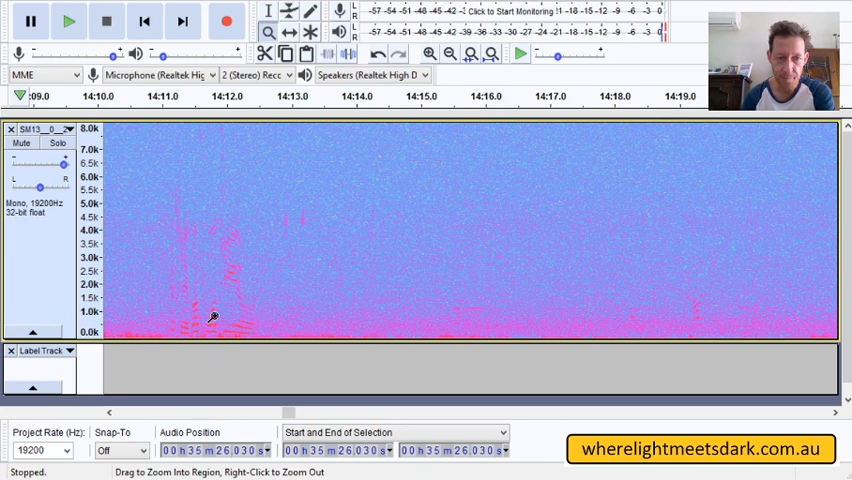 L
R
-57 -54 -51 -48 -45 -42 -3 Click to Start Monitoring !1 -18 -15 -12 -9 -6 -3 0
L
R
-57 -54 -51 -48 -45 -42 -39 -36 -33 -30 -27 -24 -21 -18 -15 -12 -9 -6 -3 0
MME
Microphone (Realtek Hig
2 (Stereo) Recc
Speakers (Realtek High D
09.0 14:10.0 14:11.0 14:12.0 14:13.0 14:14.0 14:15.0 14:16.0 14:17.0 14:18.0 14:19.0
SM13__0__2
Mute Solo
- +
L R
Mono, 19200Hz
32-bit float
8.0k
7.0k
6.5k
6.0k
5.5k
5.0k
4.5k
4.0k
3.5k
3.0k
2.5k
2.0k
1.5k
1.0k
0.0k
Label Track
Project Rate (Hz): Snap-To Audio Position Start and End of Selection
19200 Off 00 h 35 m 26.030 s 00 h 35 m 26.030 s 00 h 35 m 26.030 s
wherelightmeetsdark.com.au
Stopped. Drag to Zoom Into Region, Right-Click to Zoom Out